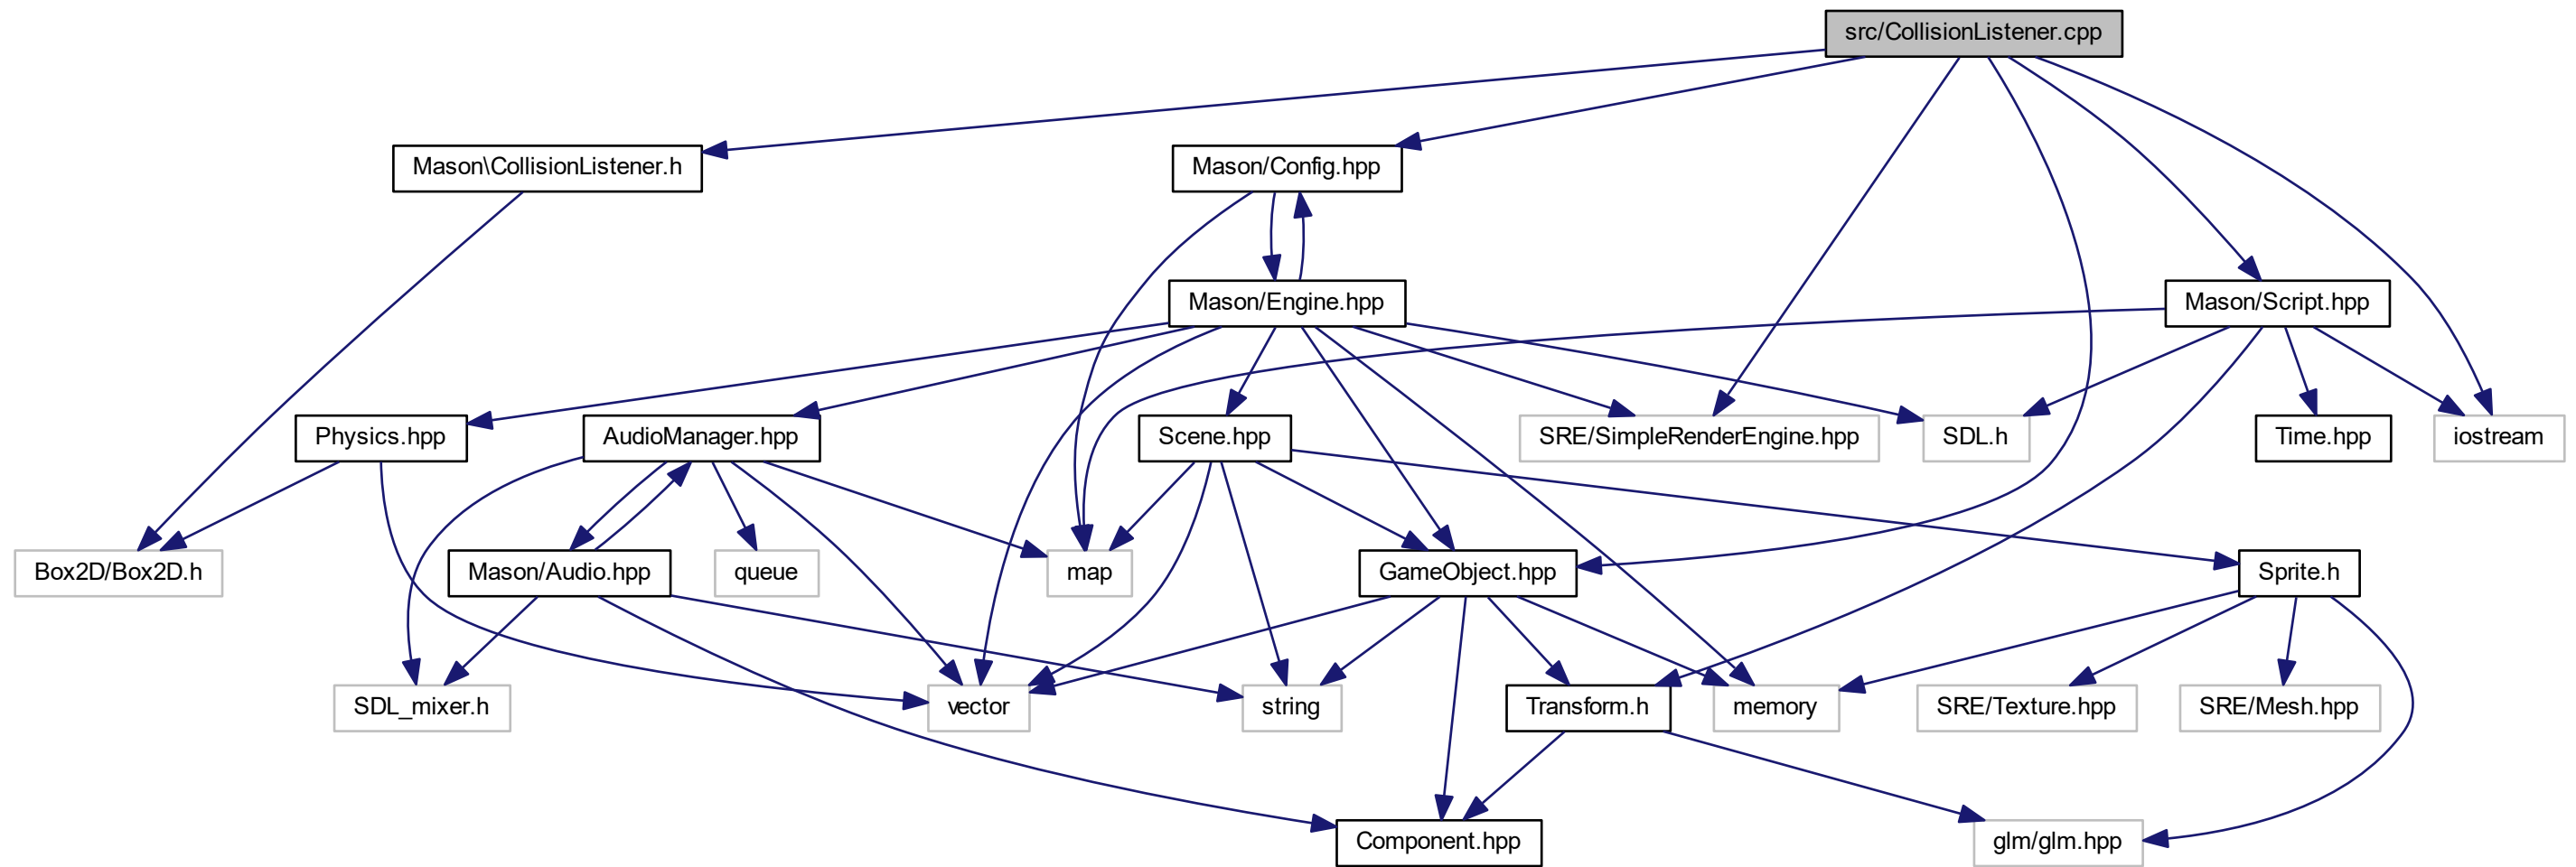 src/CollisionListener.cpp
Mason\CollisionListener.h
Mason/Config.hpp
Mason/Engine.hpp
Mason/Script.hpp
Physics.hpp
AudioManager.hpp
Scene.hpp
SRE/SimpleRenderEngine.hpp
SDL.h
Time.hpp
iostream
Box2D/Box2D.h
Mason/Audio.hpp
queue
map
GameObject.hpp
Sprite.h
SDL_mixer.h
vector
string
Transform.h
memory
SRE/Texture.hpp
SRE/Mesh.hpp
Component.hpp
glm/glm.hpp